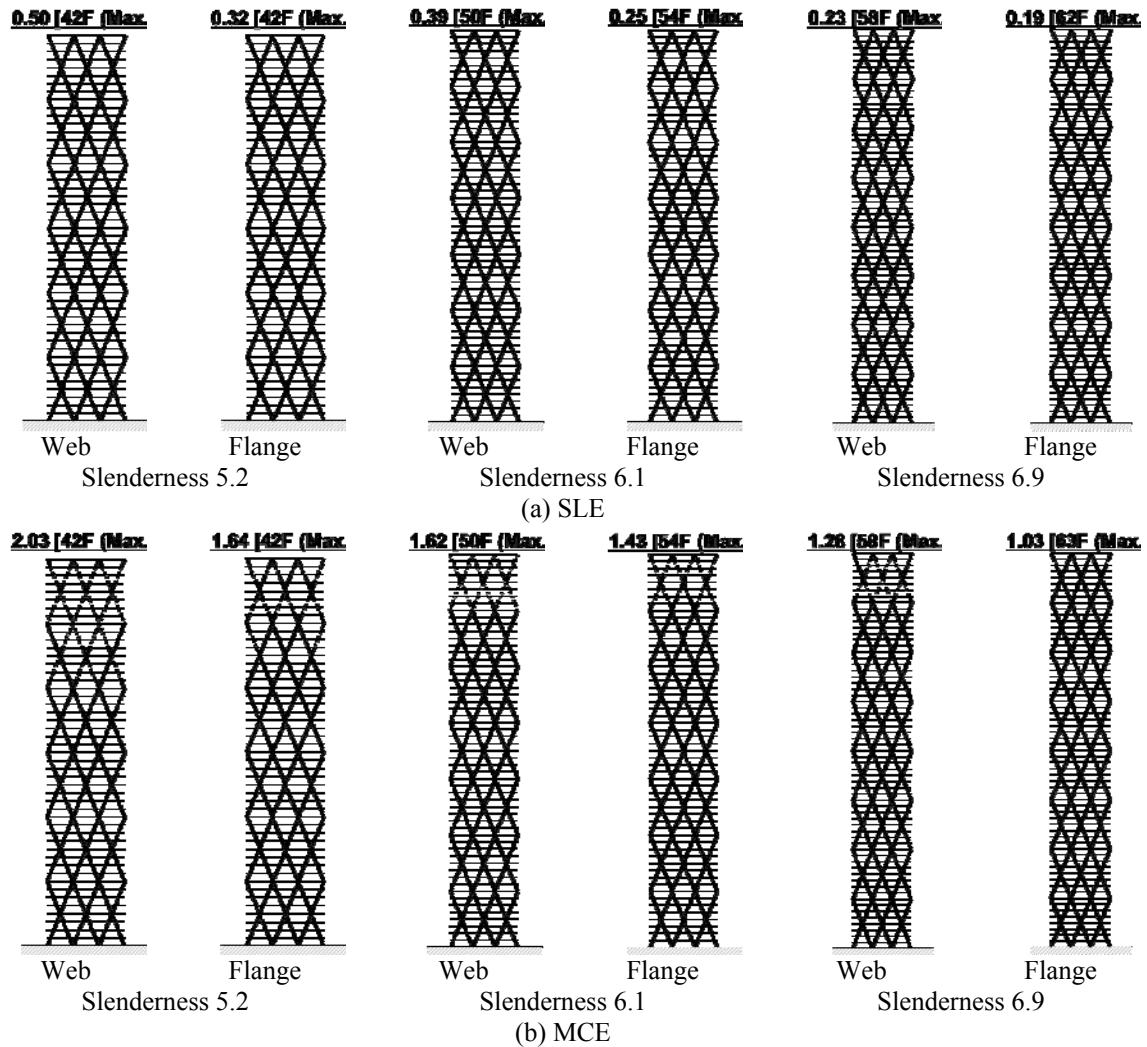 0.50 [42F (Max. 0.32 [42F (Max. 0.39 [50F (Max. 0.25 [54F (Max. 0.23 [58F (Max. 0.19 [62F (Max.
Web Flange Web Flange Web Flange
Slenderness 5.2 Slenderness 6.1 Slenderness 6.9
(a) SLE
2.03 [42F (Max. 1.64 [42F (Max. 1.62 [50F (Max. 1.43 [54F (Max. 1.26 [58F (Max. 1.03 [63F (Max.
Web Flange Web Flange Web Flange
Slenderness 5.2 Slenderness 6.1 Slenderness 6.9
(b) MCE